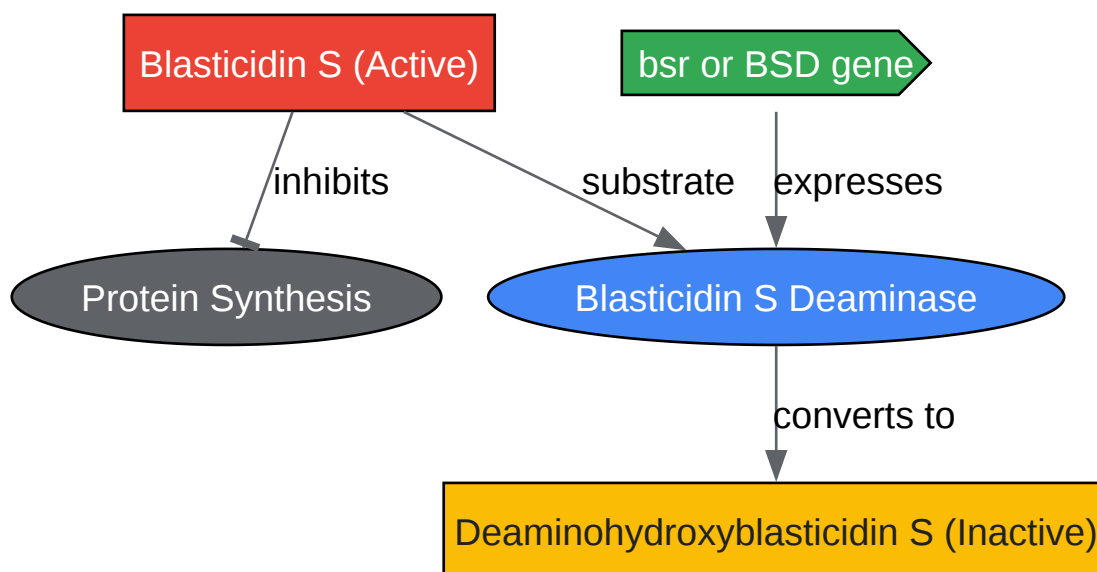 Blasticidin S (Active)
bsr or BSD gene
inhibits
substrate
expresses
Protein Synthesis
Blasticidin S Deaminase
converts to
Deaminohydroxyblasticidin S (Inactive)